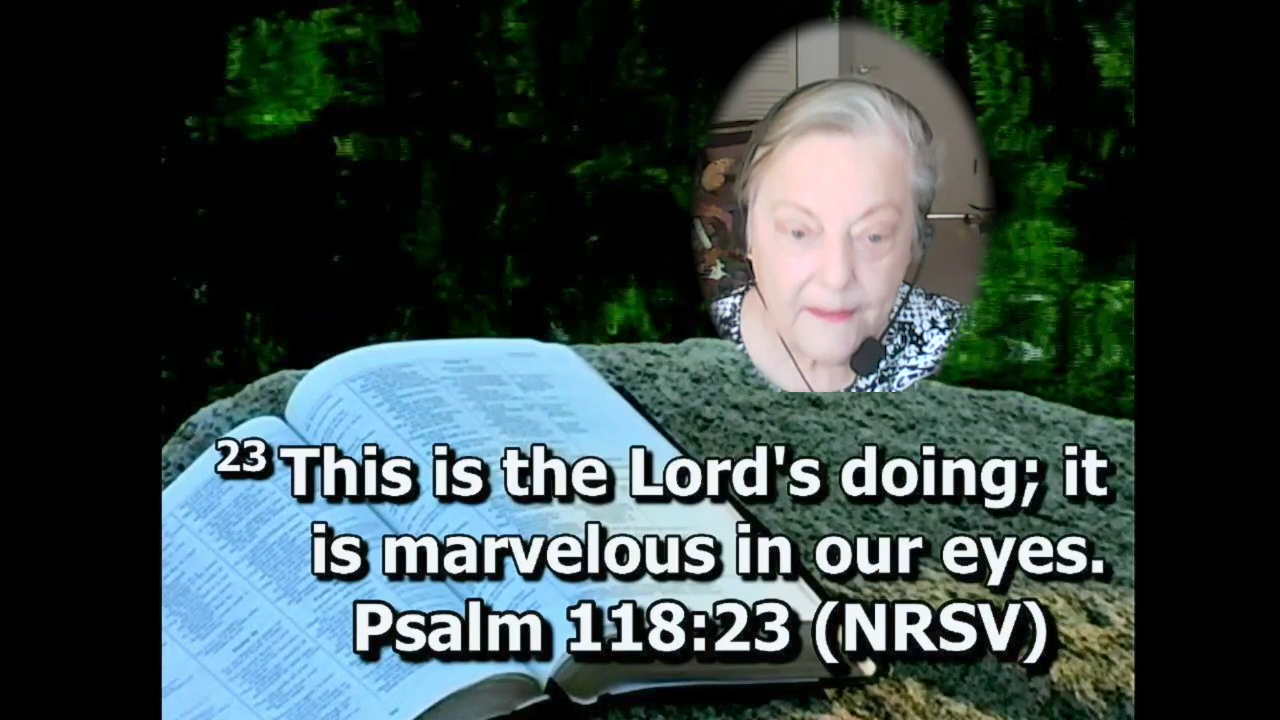 23 This is the Lord's doing; it
is marvelous in our eyes.
Psalm 118:23 (NRSV)